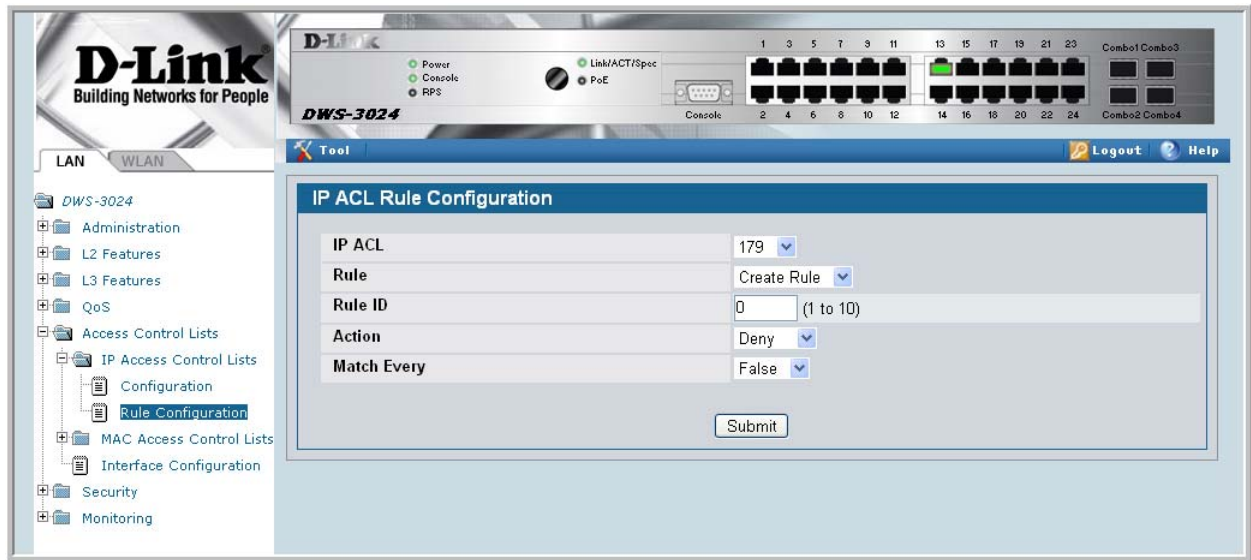 D-Link
Building Networks for People
D-Link
Power
Console
RPS
Link/ACT/Spec
PoE
DWS-3024
Console
1 3 5 7 9 11
13 15 17 19 21 23
2 4 6 8 10 12
14 16 18 20 22 24
Combo1 Combo3
Combo2 Combo4
LAN
WLAN
Tool
Logout
Help
DWS-3024
Administration
L2 Features
L3 Features
QoS
Access Control Lists
IP Access Control Lists
Configuration
Rule Configuration
MAC Access Control Lists
Interface Configuration
Security
Monitoring
IP ACL Rule Configuration
IP ACL 179
Rule Create Rule
Rule ID 0 (1 to 10)
Action Deny
Match Every False
Submit